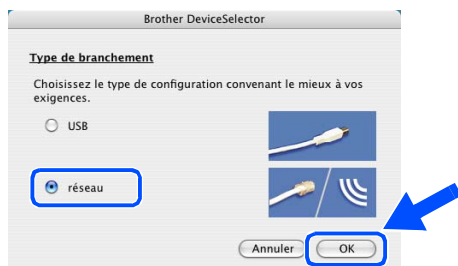 Brother DeviceSelector
Type de branchement
Choisissez le type de configuration convenant le mieux à vos
exigences.
USB
réseau
Annuler
OK